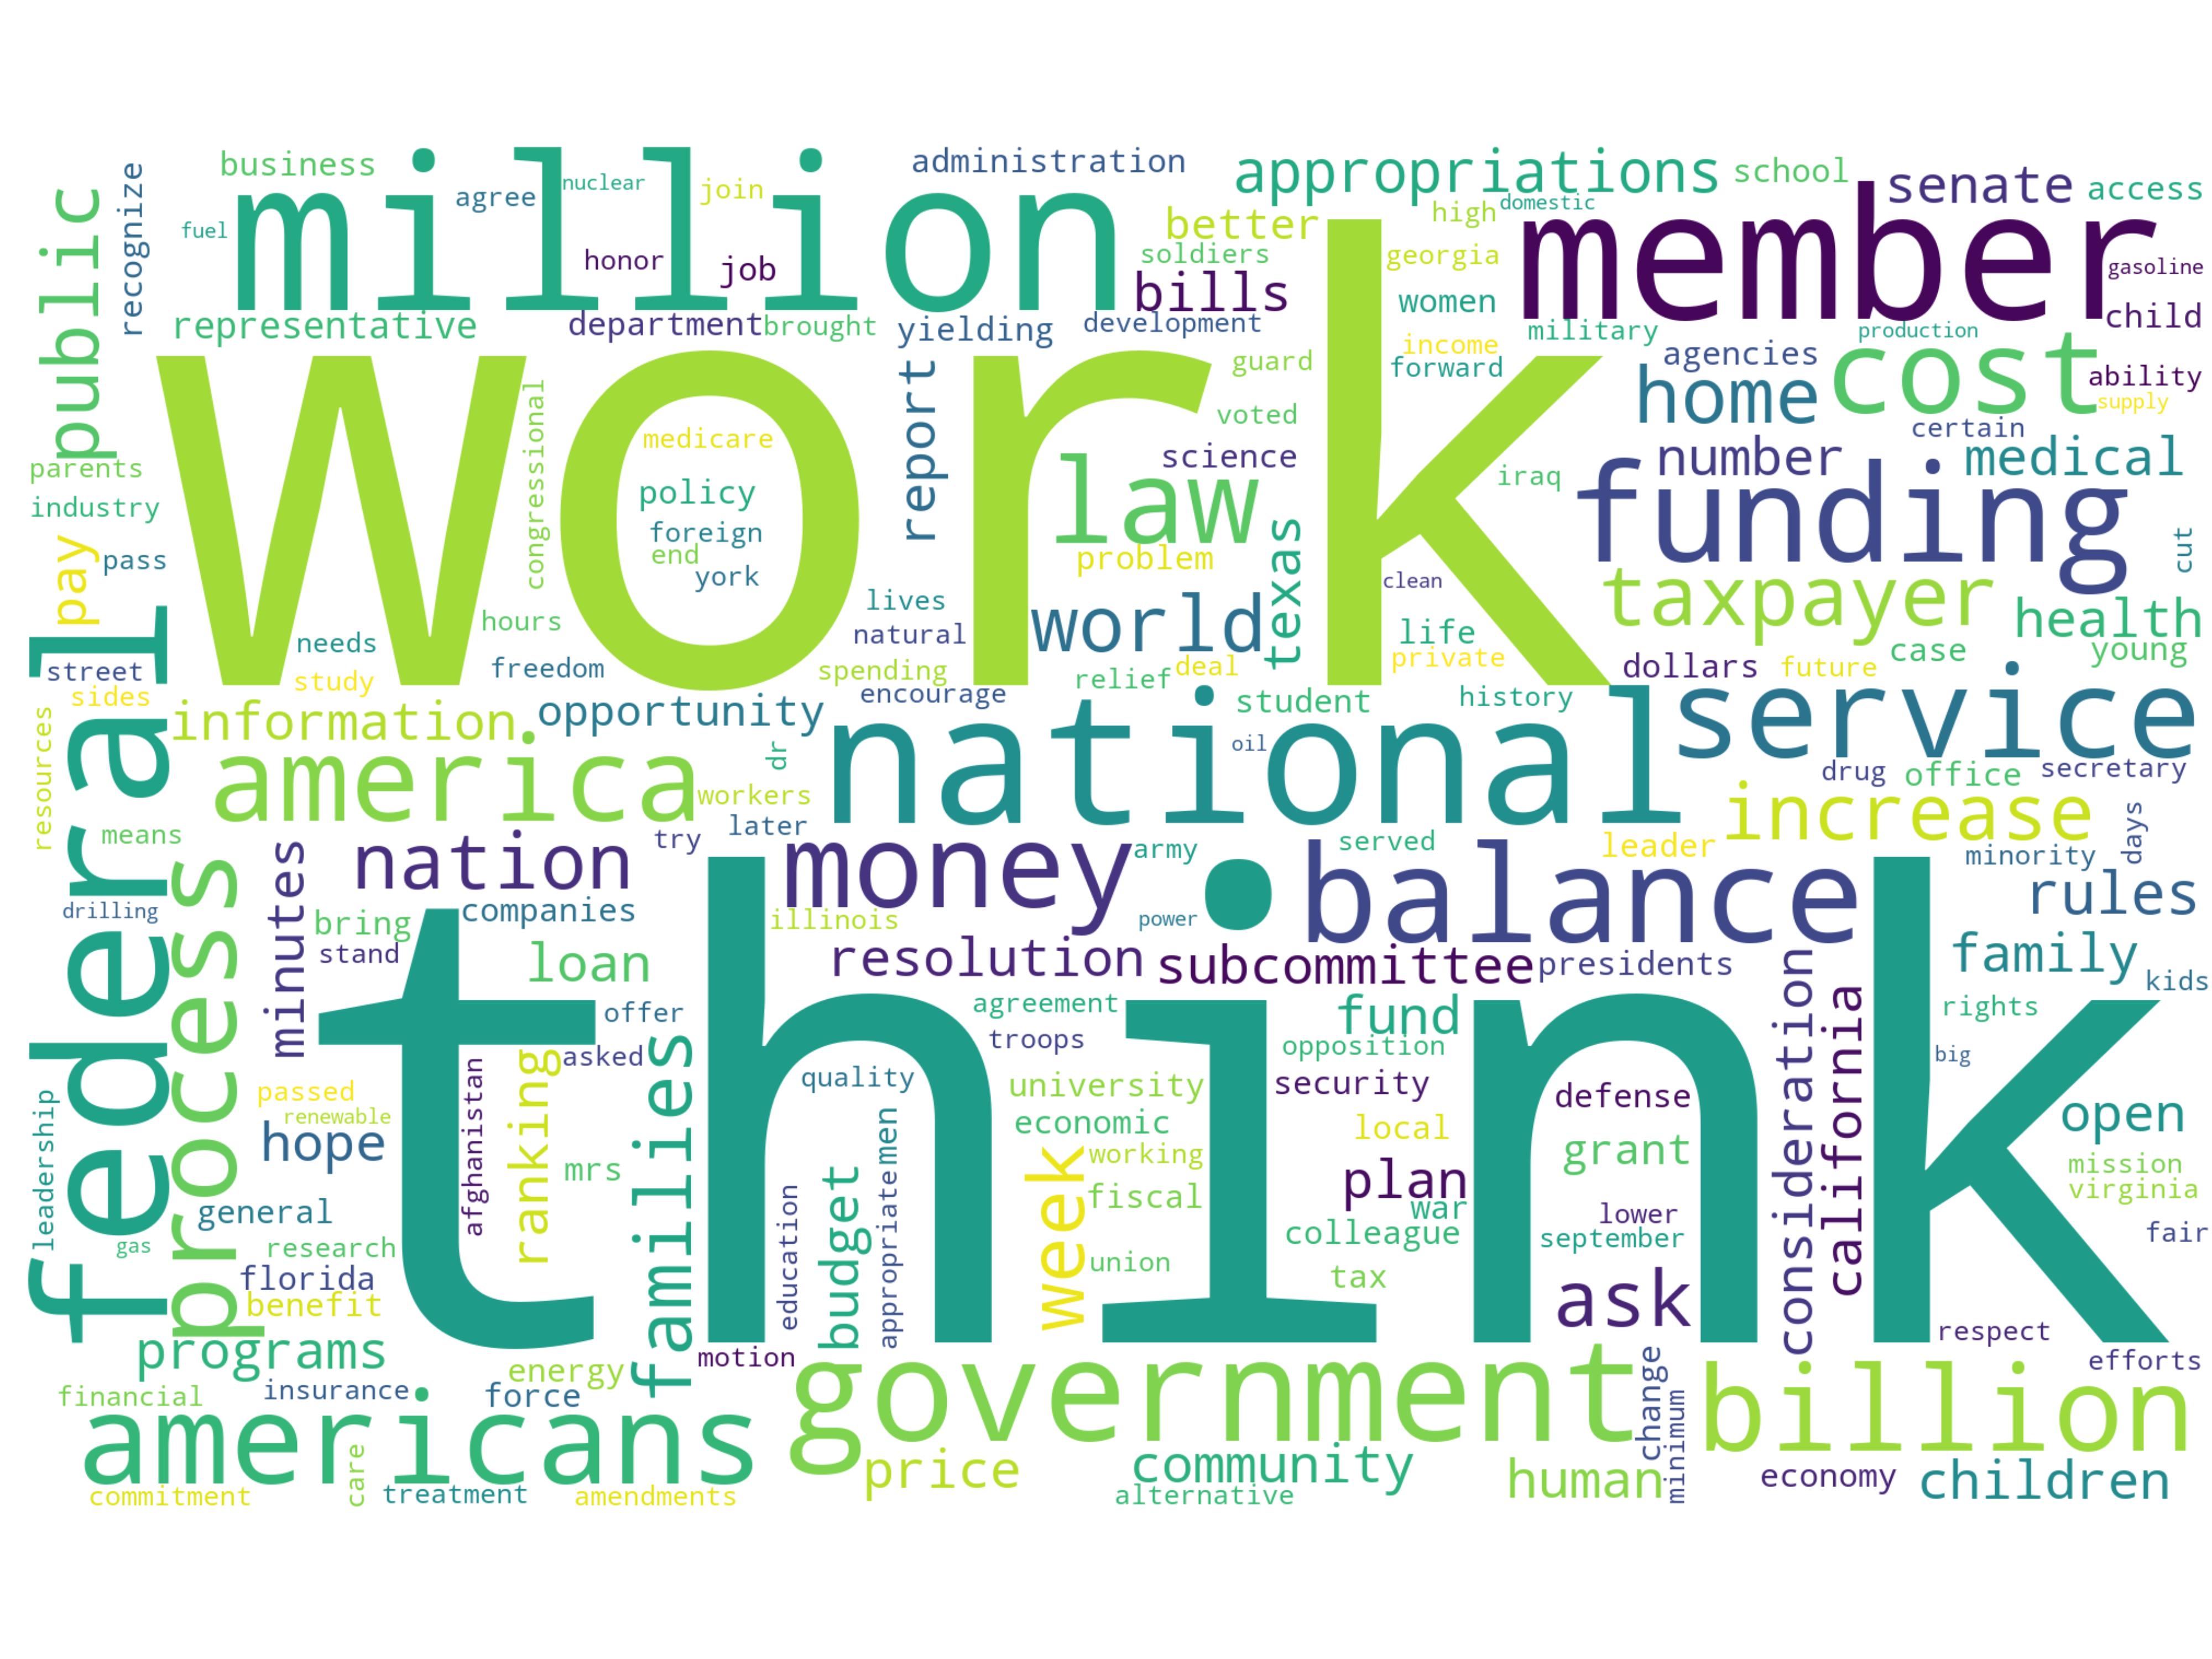 business
nuclear
join
administration
appropriations
school
senate
access
recognize
public
million
agree
fuel
honor
job
better
high
domestic
member
soldiers
georgia
gasoline
bills
women
child
representative
department
brought
yielding
development
military
production
income
agencies
cost
guard
forward
home
ability
supply
work
congressional
report
voted
certain
medicare
science
number
medical
parents
law
iraq
funding
industry
policy
foreign
texas
end
problem
pass
pay
york
clean
cut
taxpayer
lives
world
health
hours
natural
life
needs
young
case
private
street
study
freedom
spending
relief
deal
dollars
future
sides
encourage
student
history
service
federal
information
opportunity
national
resources
america
dr
oil
drug
office
secretary
workers
increase
means
later
try
money
army
served
leader
days
nation
balance
minority
process
minutes
rules
drilling
bring
companies
illinois
power
stand
loan
resolution
subcommittee
presidents
family
think
kids
offer
agreement
fund
consideration
california
rights
troops
opposition
big
afghanistan
ranking
asked
families
quality
university
security
defense
passed
renewable
economic
local
open
leadership
hope
men
working
grant
mission
mrs
budget
appropriate
week
fiscal
plan
virginia
general
education
war
lower
colleague
september
fair
gas
research
union
florida
tax
benefit
ask
programs
motion
respect
energy
government
change
efforts
financial
insurance
force
billion
americans
care
price
community
human
minimum
economy
children
commitment
treatment
amendments
alternative